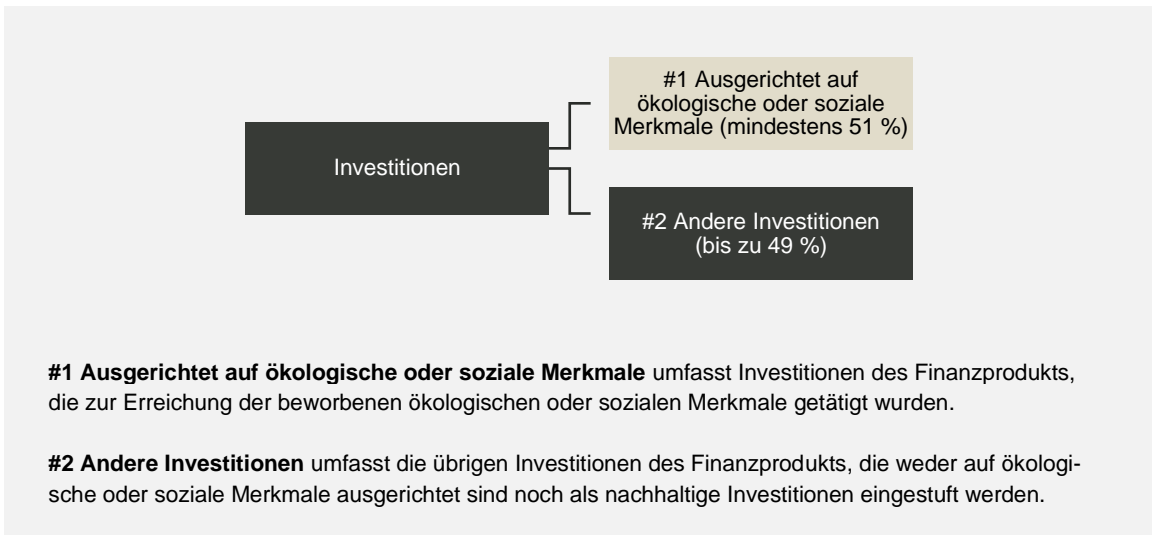 #1 Ausgerichtet auf
ökologische oder soziale
Merkmale (mindestens 51 %)
Investitionen
#2 Andere Investitionen
(bis zu 49 %)
#1 Ausgerichtet auf ökologische oder soziale Merkmale umfasst Investitionen des Finanzprodukts,
die zur Erreichung der beworbenen ökologischen oder sozialen Merkmale getätigt wurden.
#2 Andere Investitionen umfasst die übrigen Investitionen des Finanzprodukts, die weder auf ökologi-
sche oder soziale Merkmale ausgerichtet sind noch als nachhaltige Investitionen eingestuft werden.